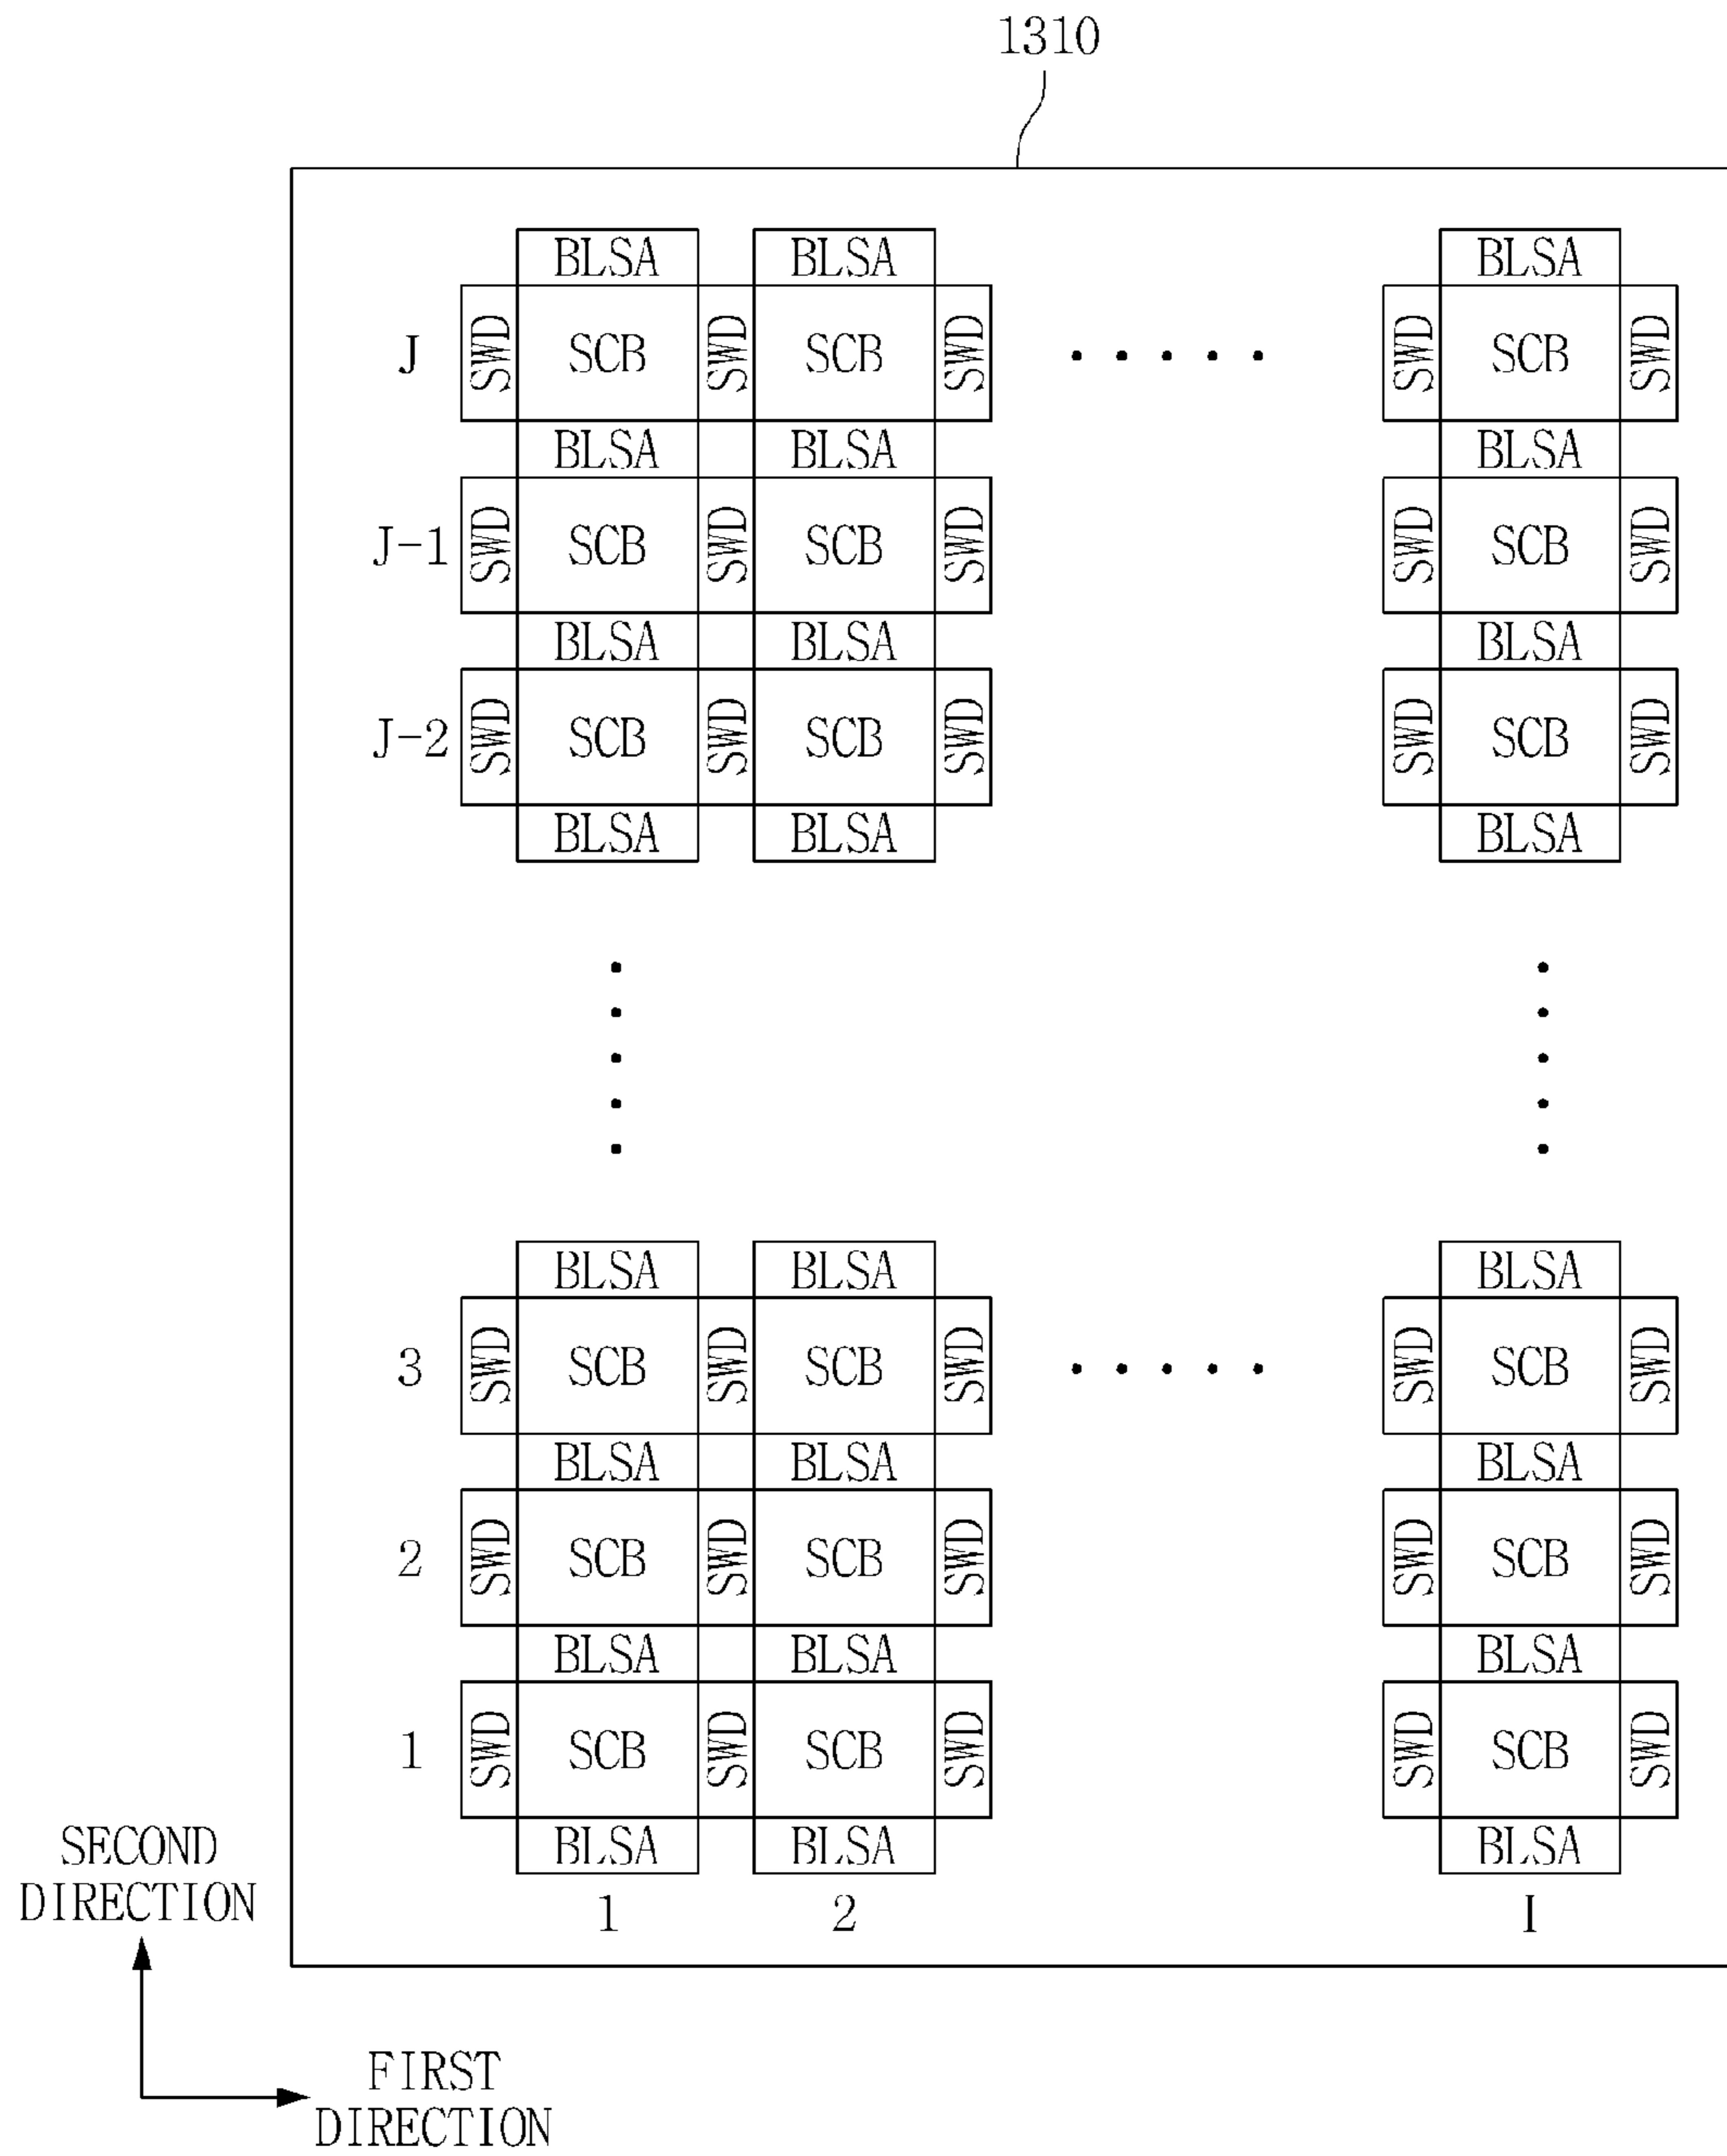 1310
BLSA BLSA BLSA
J SWD SCB SWD SCB SWD SWD SCB SWD
BLSA BLSA BLSA
J-1 SWD SCB SWD SCB SWD SWD SCB SWD
BLSA BLSA BLSA
J-2 SWD SCB SWD SCB SWD SWD SCB SWD
BLSA BLSA BLSA
BLSA BLSA BLSA
3 SWD SCB SWD SCB SWD SWD SCB SWD
BLSA BLSA BLSA
2 SWD SCB SWD SCB SWD SWD SCB SWD
BLSA BLSA BLSA
1 SWD SCB SWD SCB SWD SWD SCB SWD
BLSA BLSA BLSA
1 2 I
SECOND
DIRECTION
FIRST
DIRECTION